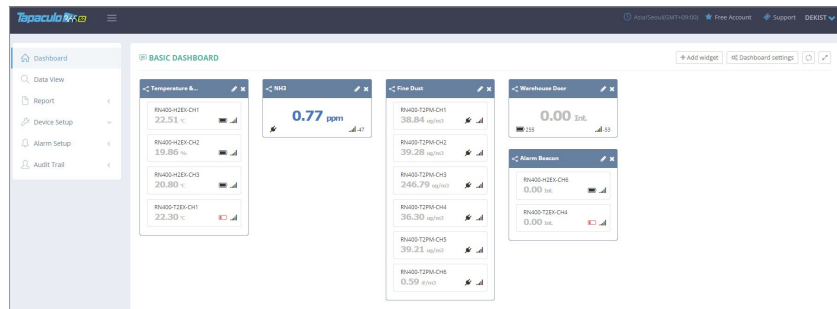 Tapaculo
Asia/Seoul(GMT+09:00) Free Account Support DEKIST
Dashboard
Data View
Report
Device Setup
Alarm Setup
Audit Trail
BASIC DASHBOARD
+Add widget Dashboard settings
Temperature &...
RN400-H2EX-CH1
22.51 ℃
RN400-H2EX-CH2
19.86 %
RN400-H2EX-CH3
20.80 ℃
RN400-T2EX-CH1
22.30 ℃
NH3
0.77 ppm
-47
Fine Dust
RN400-T2PM-CH1
38.84 ug/m3
RN400-T2PM-CH2
39.28 ug/m3
RN400-T2PM-CH3
246.79 ug/m3
RN400-T2PM-CH4
36.30 ug/m3
RN400-T2PM-CH5
39.21 ug/m3
RN400-T2PM-CH6
0.59
Warehouse Door
0.00 Int.
255 -53
Alarm Beacon
RN400-H2EX-CH6
0.00 Int.
RN400-T2EX-CH4
0.00 Int.